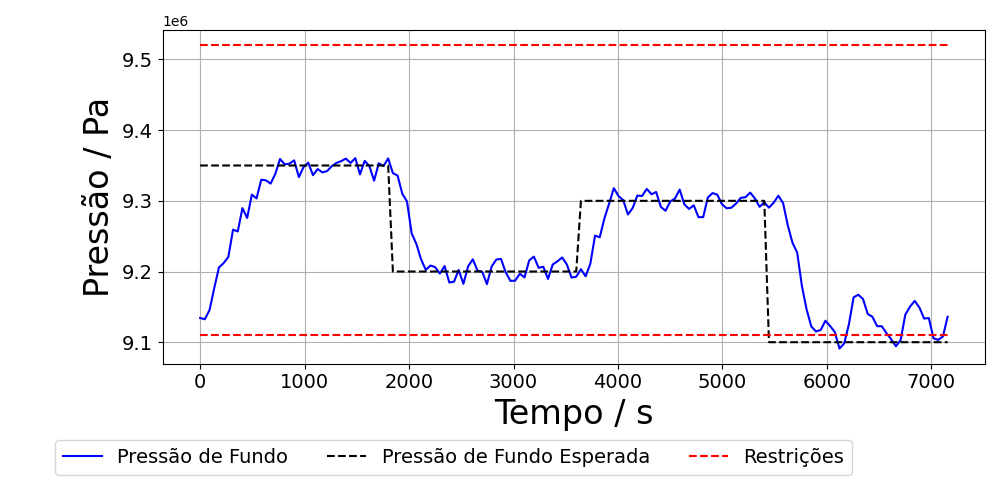 1e6
9.5
9.4
9.3
9.2
9.1
Pressão / Pa
0 1000 2000 3000 4000 5000 6000 7000
Tempo / s
Pressão de Fundo Pressão de Fundo Esperada Restrições